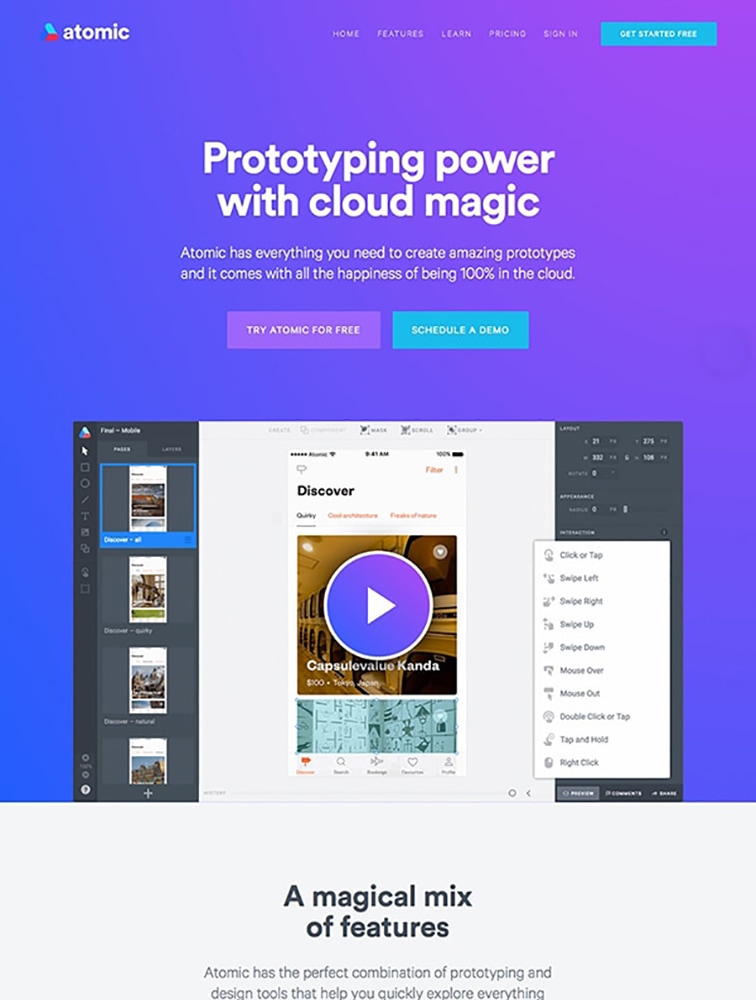 atomic
HOME FEATURES LEARN PRICING SIGN IN GET STARTED FREE
Prototyping power
with cloud magic
Atomic has everything you need to create amazing prototypes
and it comes with all the happiness of being 100% in the cloud.
TRY ATOMIC FOR FREE SCHEDULE A DEMO
Final – Mobile
PAGES LAYERS
Discover – all
Discover – quirky
Discover – natural
100%
?
CREATE COMPONENT MASK SCROLL GROUP
Atomic 9:41 AM 100%
Filter
Discover
Quirky Cool architecture Freaks of nature
Capsulevalue Kanda
$100 • Tokyo, Japan
Discover Search Bookings Favourites Profile
HISTORY
LAYOUT
X 21 PX Y 275 PX
W 332 PX H 108 PX
ROTATE 0 °
APPEARANCE
RADIUS 0 PX
INTERACTION
Click or Tap
Swipe Left
Swipe Right
Swipe Up
Swipe Down
Mouse Over
Mouse Out
Double Click or Tap
Tap and Hold
Right Click
PREVIEW COMMENTS SHARE
A magical mix
of features
Atomic has the perfect combination of prototyping and
design tools that help you quickly explore everything